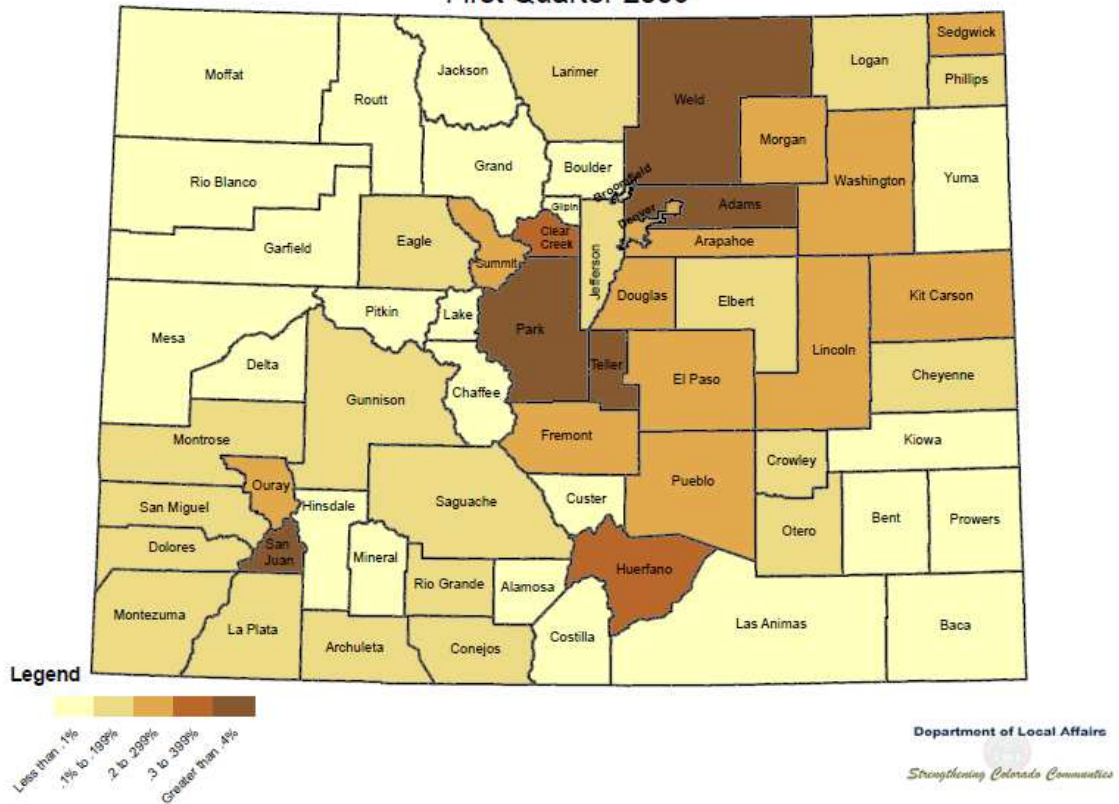 Sedgwick
Logan
Jackson
Larimer
Moffat
Phillips
Routt
Weld
Morgan
Grand
Boulder
Washington
Yuma
Rio Blanco
Broomfield
Gilpin
Adams
Denver
Clear
Creek
Eagle
Arapahoe
Garfield
Summit
Jefferson
Douglas
Elbert
Kit Carson
Pitkin
Lake
Park
Mesa
Lincoln
Delta
Teller
El Paso
Cheyenne
Chaffee
Gunnison
Fremont
Montrose
Kiowa
Crowley
Pueblo
Ouray
Saguache
Custer
San Miguel
Hinsdale
Bent
Prowers
Otero
Dolores
San
Juan
Mineral
Huerfano
Rio Grande
Alamosa
Montezuma
La Plata
Las Animas
Baca
Costilla
Archuleta
Conejos
Legend
Less than .1%
.1% to .199%
.2 to .299%
.3 to .399%
Greater than .4%
Department of Local Affairs
Strengthening Colorado Communities